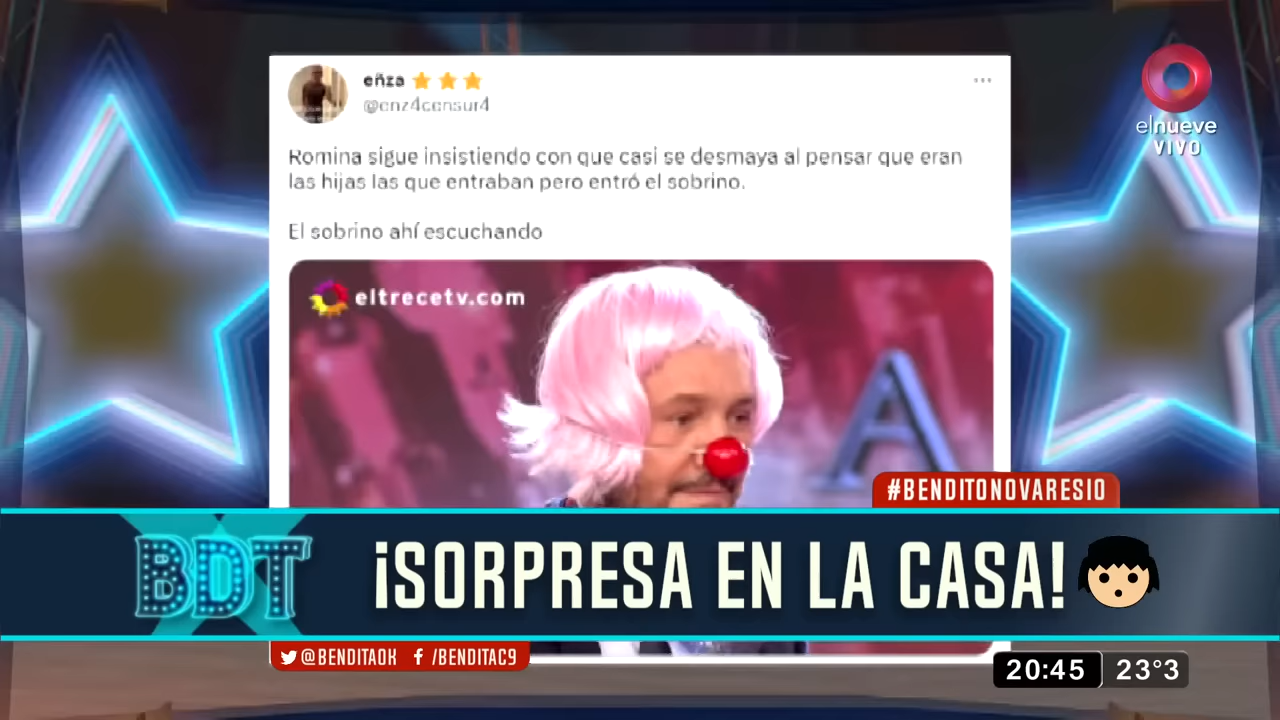 eñza
@enz4censur4
Romina sigue insistiendo con que casi se desmaya al pensar que eran
las hijas las que entraban pero entró el sobrino.
El sobrino ahí escuchando
eltrecetv.com
A
elnueve
VIVO
#BENDITONOVARESIO
BDT
¡SORPRESA EN LA CASA!
@BENDITAOK f /BENDITAC9
20:45 23°3